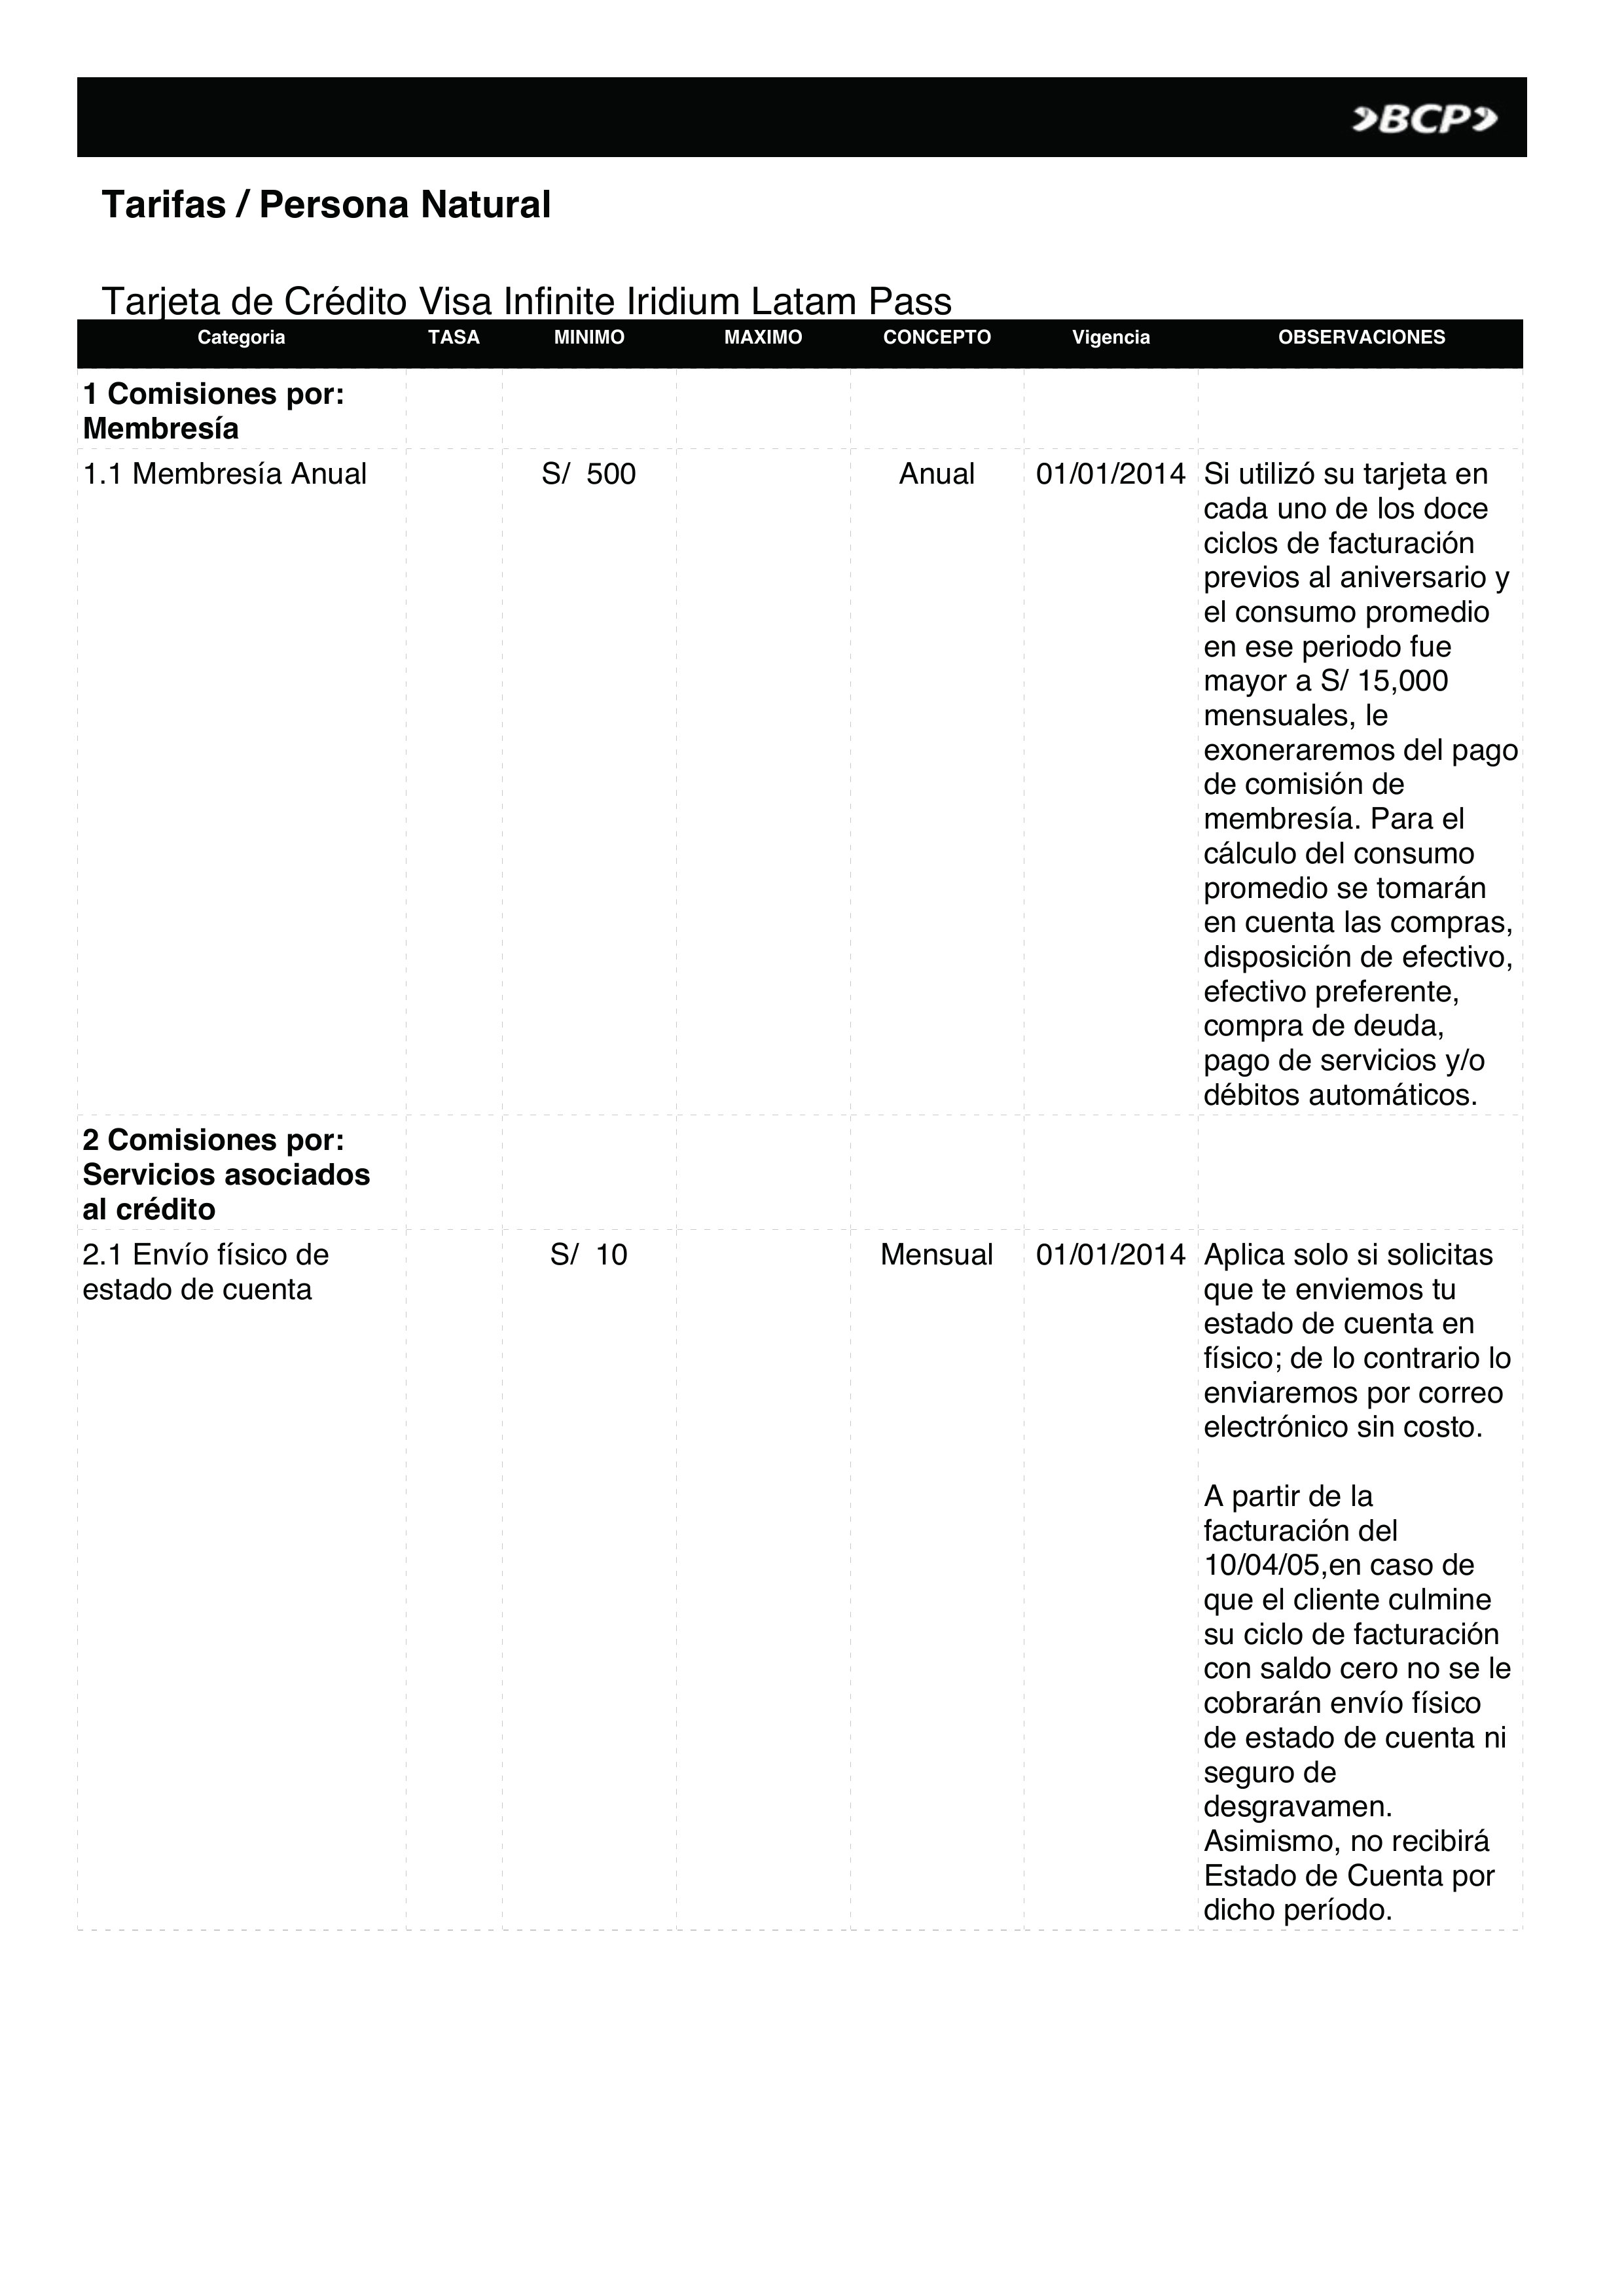 BCP
Tarifas / Persona Natural
Tarjeta de Crédito Visa Infinite Iridium Latam Pass
Categoria TASA MINIMO MAXIMO CONCEPTO Vigencia OBSERVACIONES
1 Comisiones por:
Membresía
1.1 Membresía Anual S/ 500 Anual 01/01/2014 Si utilizó su tarjeta en
cada uno de los doce
ciclos de facturación
previos al aniversario y
el consumo promedio
en ese periodo fue
mayor a S/ 15,000
mensuales, le
exoneraremos del pago
de comisión de
membresía. Para el
cálculo del consumo
promedio se tomarán
en cuenta las compras,
disposición de efectivo,
efectivo preferente,
compra de deuda,
pago de servicios y/o
débitos automáticos.
2 Comisiones por:
Servicios asociados
al crédito
2.1 Envío físico de S/ 10 Mensual 01/01/2014 Aplica solo si solicitas
estado de cuenta que te enviemos tu
estado de cuenta en
físico; de lo contrario lo
enviaremos por correo
electrónico sin costo.
A partir de la
facturación del
10/04/05,en caso de
que el cliente culmine
su ciclo de facturación
con saldo cero no se le
cobrarán envío físico
de estado de cuenta ni
seguro de
desgravamen.
Asimismo, no recibirá
Estado de Cuenta por
dicho período.